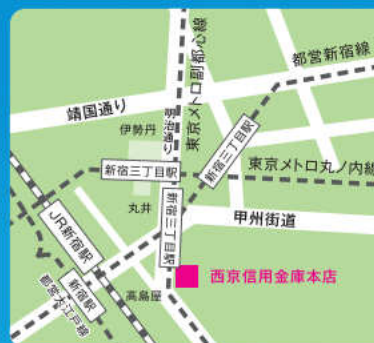 都営新宿線
東京メトロ副都心線
靖国通り
明治通り
伊勢丹
新宿三丁目駅
新宿三丁目駅
東京メトロ丸ノ内線
丸井
新宿三丁目駅
甲州街道
JR新宿駅
西京信用金庫本店
新宿駅
高島屋
都営大江戸線